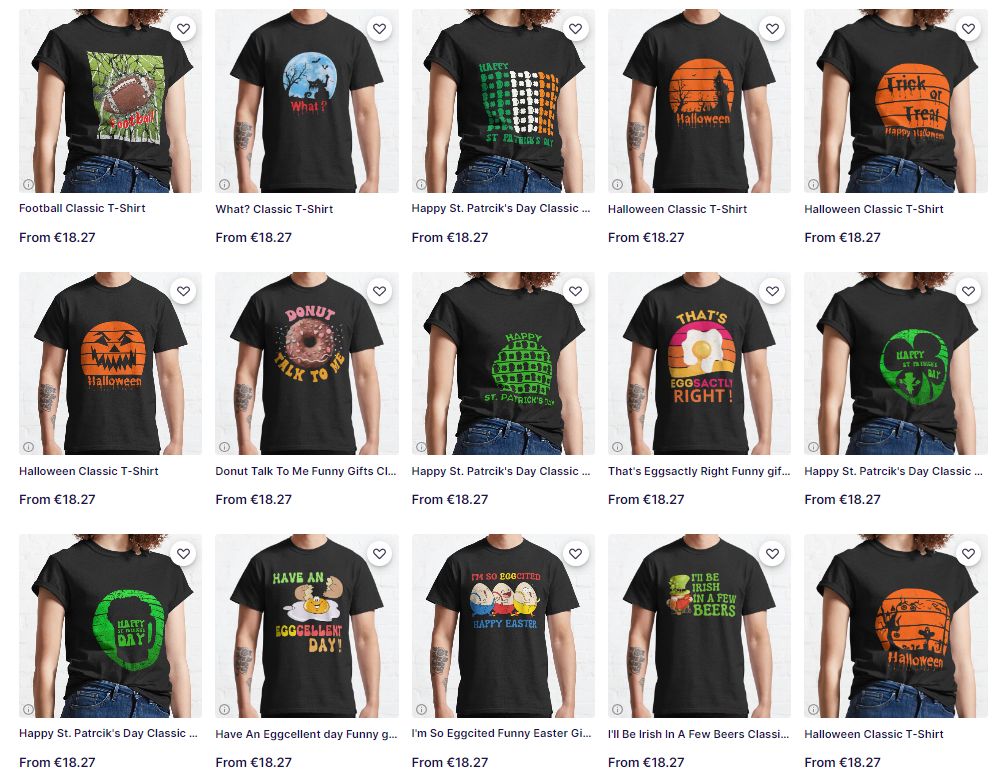 Football
What?
HAPPY
ST. PATRICK'S DAY
Halloween
Trick
or
Treat
Happy Halloween
Football Classic T-Shirt
What? Classic T-Shirt
Happy St. Patrcik's Day Classic ...
Halloween Classic T-Shirt
Halloween Classic T-Shirt
From €18.27
From €18.27
From €18.27
From €18.27
From €18.27
Halloween
DONUT
TALK TO ME
HAPPY
ST. PATRICK'S DAY
THAT'S
EGGSACTLY
RIGHT!
HAPPY
ST PATRICK'S
DAY
Halloween Classic T-Shirt
Donut Talk To Me Funny Gifts Cl...
Happy St. Patrcik's Day Classic ...
That's Eggsactly Right Funny gif...
Happy St. Patrcik's Day Classic ...
From €18.27
From €18.27
From €18.27
From €18.27
From €18.27
HAPPY
ST PATRICK'S
DAY!
HAVE AN
EGGCELLENT
DAY!
I'M SO EGGCITED
HAPPY EASTER
I'LL BE
IRISH
IN A FEW
BEERS
Halloween
Happy St. Patrcik's Day Classic ...
Have An Eggcellent day Funny g...
I'm So Eggcited Funny Easter Gi...
I'll Be Irish In A Few Beers Classi...
Halloween Classic T-Shirt
From €18.27
From €18.27
From €18.27
From €18.27
From €18.27